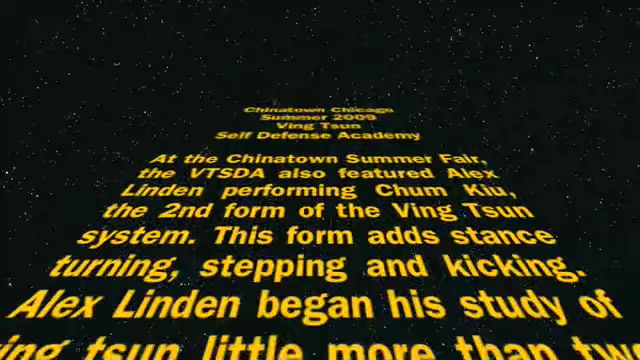 Chinatown Chicago
Summer 2009
Ving Tsun
Self Defense Academy
At the Chinatown Summer Fair,
the VTSDA also featured Alex
Linden performing Chum Kiu,
the 2nd form of the Ving Tsun
system. This form adds stance
turning, stepping and kicking.
Alex Linden began his study of
tsun little more than